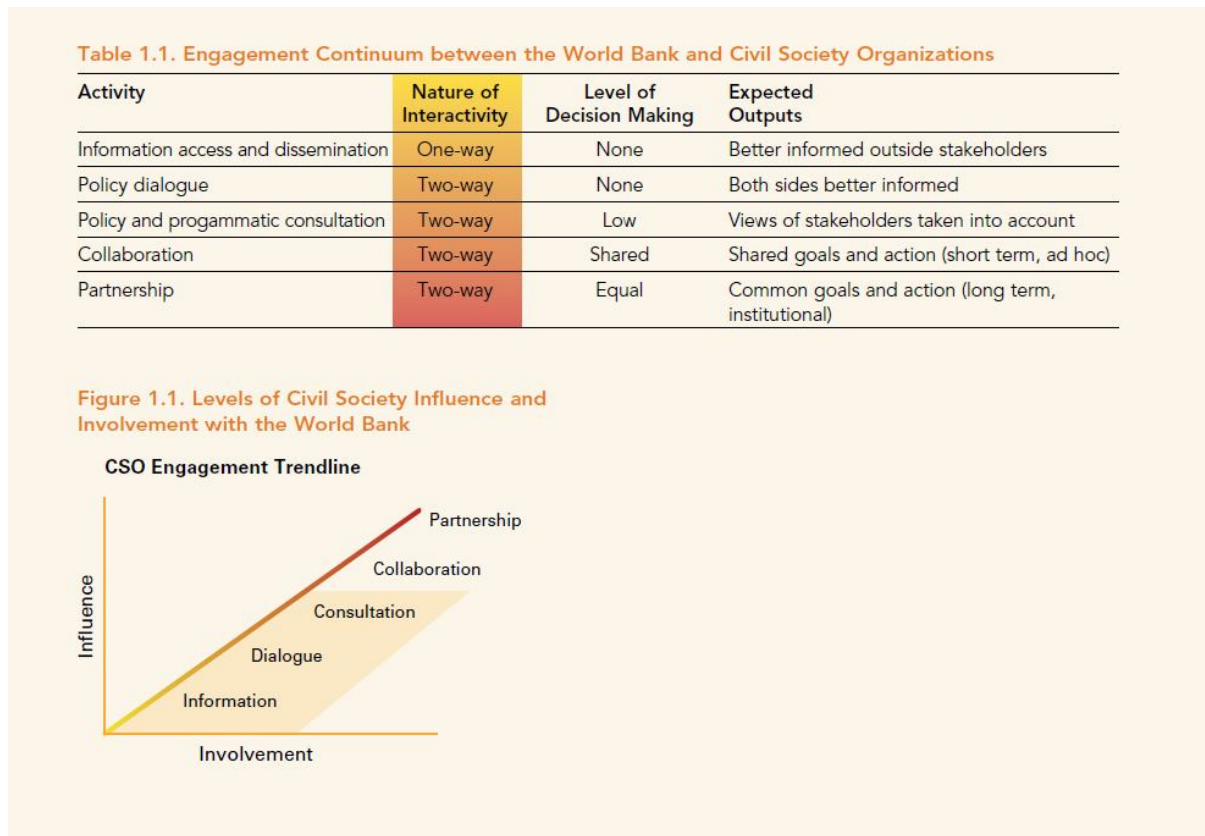 Table 1.1. Engagement Continuum between the World Bank and Civil Society Organizations
Activity Nature of Interactivity Level of Decision Making Expected Outputs
Information access and dissemination One-way None Better informed outside stakeholders
Policy dialogue Two-way None Both sides better informed
Policy and progammatic consultation Two-way Low Views of stakeholders taken into account
Collaboration Two-way Shared Shared goals and action (short term, ad hoc)
Partnership Two-way Equal Common goals and action (long term,
institutional)
Figure 1.1. Levels of Civil Society Influence and
Involvement with the World Bank
CSO Engagement Trendline
Partnership
Collaboration
Consultation
Dialogue
Information
Influence
Involvement